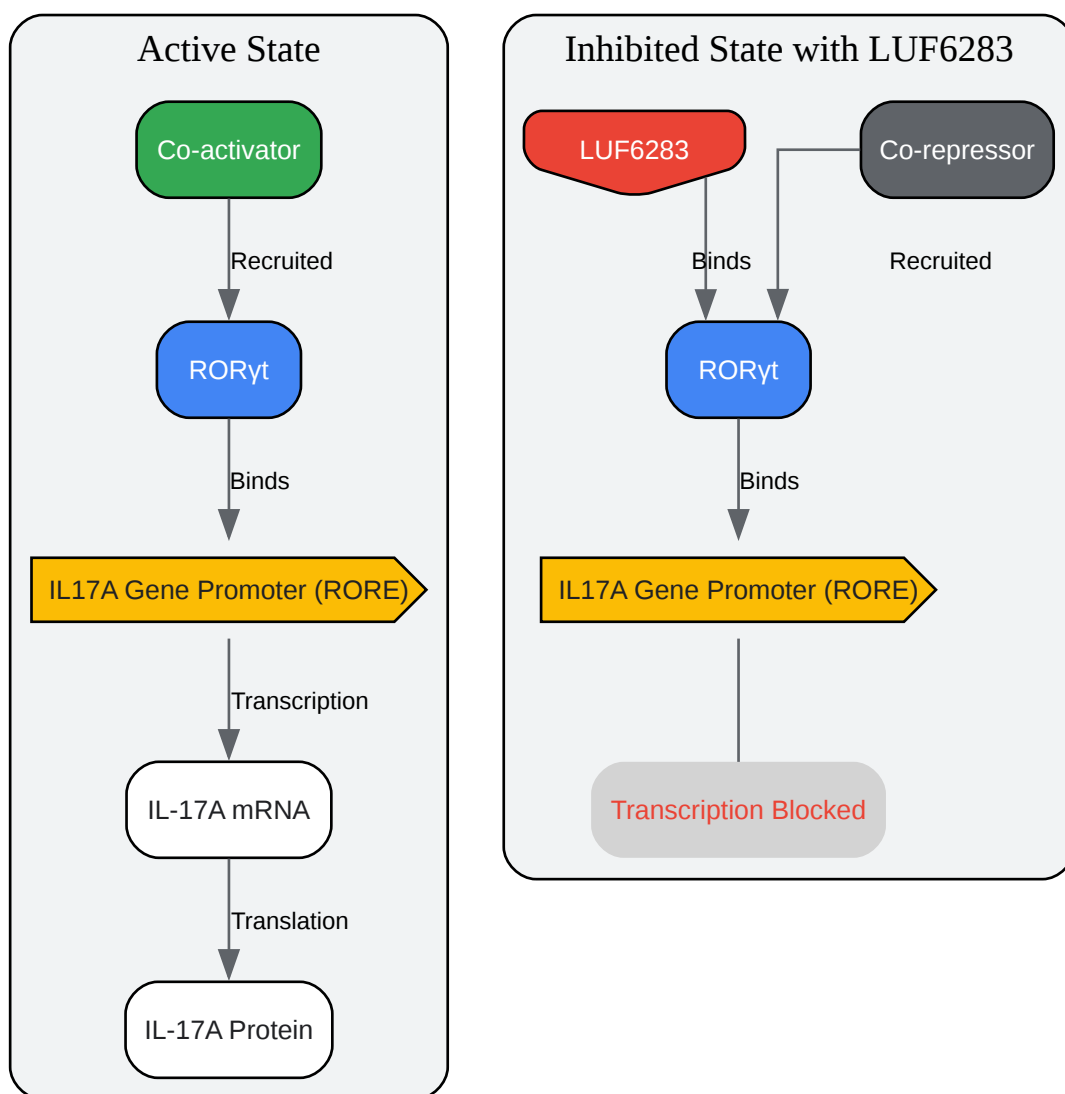 Active State
Co-activator
Recruited
RORγt
Binds
IL17A Gene Promoter (RORE)
Transcription
IL-17A mRNA
Translation
IL-17A Protein
Inhibited State with LUF6283
LUF6283
Co-repressor
Binds
Recruited
RORγt
Binds
IL17A Gene Promoter (RORE)
Transcription Blocked